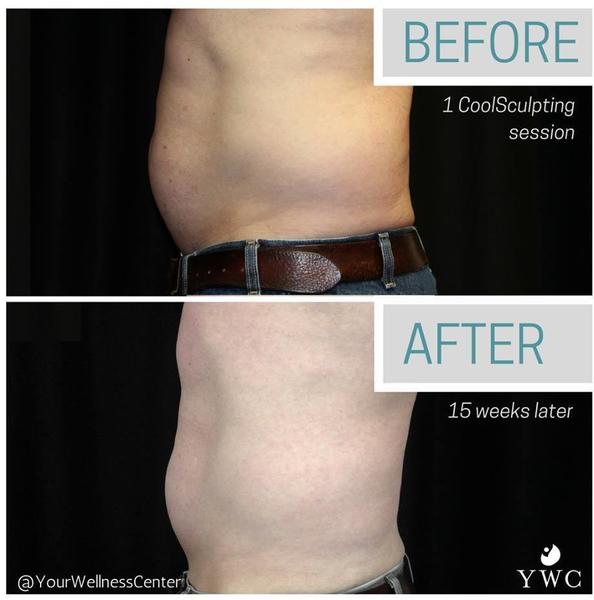 BEFORE
1 CoolSculpting
session
AFTER
15 weeks later
@YourWellnessCenter
YWC